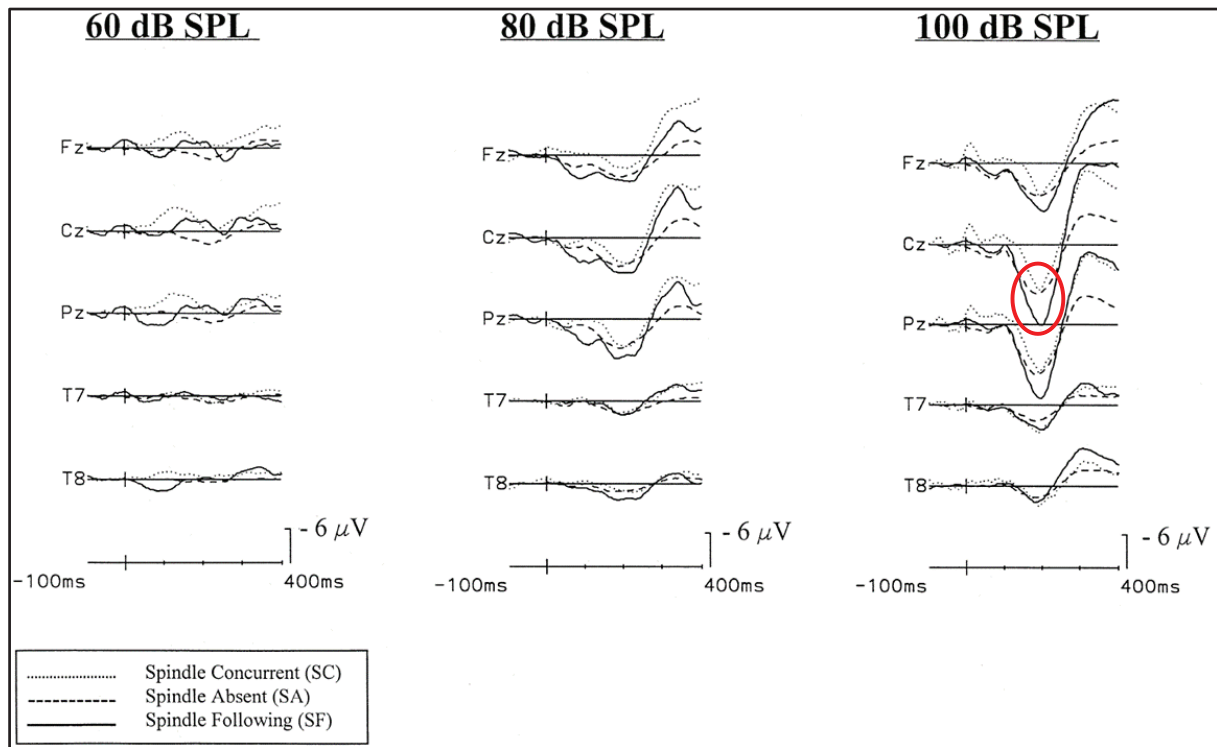 60 dB SPL
80 dB SPL
100 dB SPL
Fz
Cz
Pz
T7
T8
- 6 μV
-100ms
400ms
Fz
Cz
Pz
T7
T8
- 6 μV
-100ms
400ms
Fz
Cz
Pz
T7
T8
- 6 μV
-100ms
400ms
Spindle Concurrent (SC)
Spindle Absent (SA)
Spindle Following (SF)